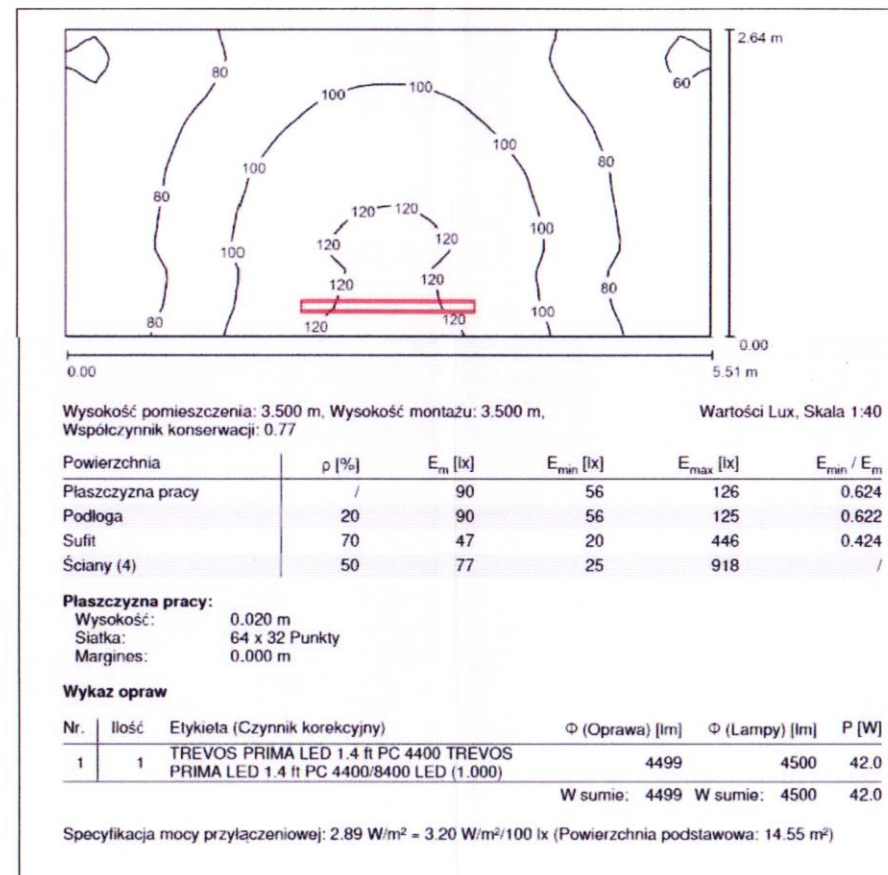 2.64 m
80
60
80
100
100
100
100
80
80
120
120
100
100
120
120
120
120
80
100
80
120
120
0.00
0.00
5.51 m
Wysokość pomieszczenia: 3.500 m, Wysokość montażu: 3.500 m, Wartości Lux, Skala 1:40
Współczynnik konserwacji: 0.77
Powierzchnia ρ [%] Em [lx] Emin [lx] Emax [lx] Emin / Em
Płaszczyzna pracy / 90 56 126 0.624
Podłoga 20 90 56 125 0.622
Sufit 70 47 20 446 0.424
Ściany (4) 50 77 25 918 /
Płaszczyzna pracy:
Wysokość: 0.020 m
Siatka: 64 x 32 Punkty
Margines: 0.000 m
Wykaz opraw
Nr. Ilość Etykieta (Czynnik korekcyjny) Φ (Oprawa) [lm] Φ (Lampy) [lm] P [W]
1 1 TREVOS PRIMA LED 1.4 ft PC 4400 TREVOS
PRIMA LED 1.4 ft PC 4400/8400 LED (1.000) 4499 4500 42.0
W sumie: 4499 W sumie: 4500 42.0
Specyfikacja mocy przyłączeniowej: 2.89 W/m² = 3.20 W/m²/100 lx (Powierzchnia podstawowa: 14.55 m²)